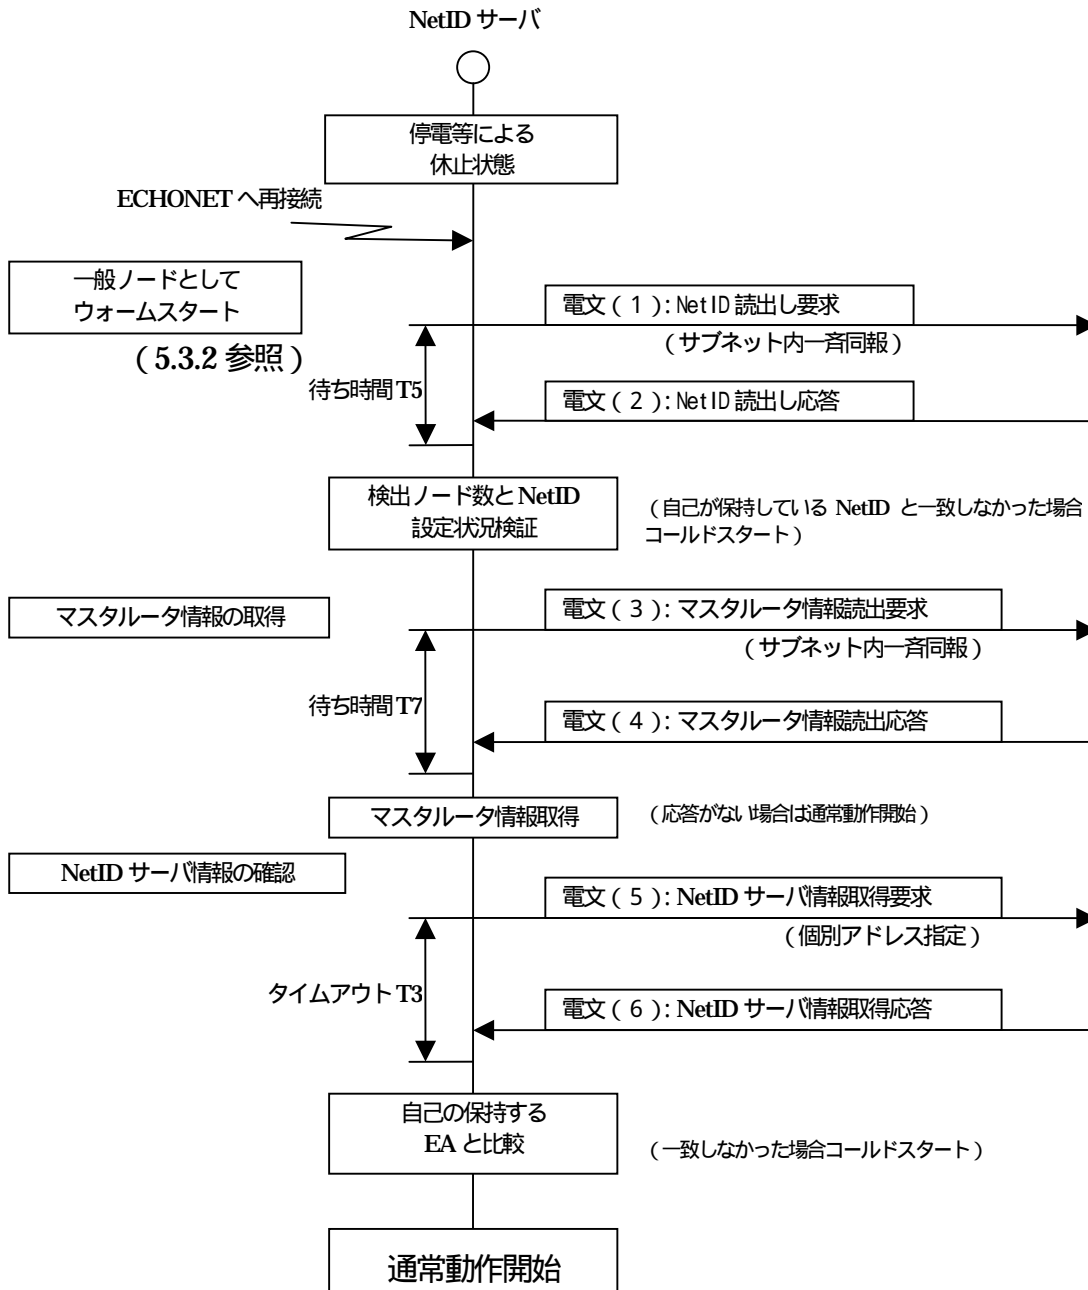 NetID サーバ
停電等による
休止状態
ECHONET へ再接続
一般ノードとして
ウォームスタート
(5.3.2 参照)
電文(1):NetID 読出し要求
(サブネット内一斉同報)
待ち時間 T5
電文(2):NetID 読出し応答
検出ノード数と NetID
設定状況検証
(自己が保持している NetID と一致しなかった場合
コールドスタート)
マスタルータ情報の取得
電文(3):マスタルータ情報読出要求
(サブネット内一斉同報)
待ち時間 T7
電文(4):マスタルータ情報読出応答
マスタルータ情報取得
(応答がない場合は通常動作開始)
NetID サーバ情報の確認
電文(5):NetID サーバ情報取得要求
(個別アドレス指定)
タイムアウト T3
電文(6):NetID サーバ情報取得応答
自己の保持する
EA と比較
(一致しなかった場合コールドスタート)
通常動作開始